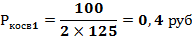 Р_косв1 = 100 / (2 × 125) = 0,4 руб